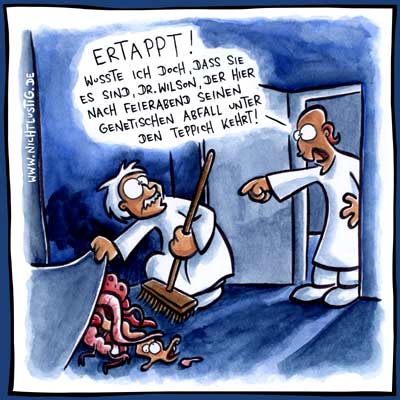 ERTAPPT!
WUSSTE ICH DOCH, DASS SIE
ES SIND, DR. WILSON, DER HIER
NACH FEIERABEND SEINEN
GENETISCHEN ABFALL UNTER
DEN TEPPICH KEHRT!
WWW.NICHTLUSTIG.DE